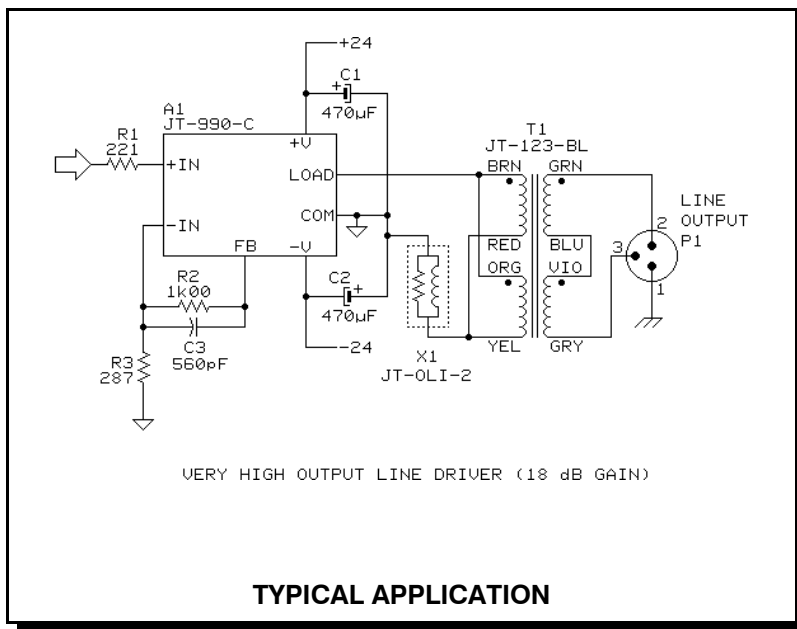 +24
C1
+
470µF
A1
JT-990-C
R1
221
+IN
+V
LOAD
COM
-IN
FB
-V
R2
1k00
C3
560pF
R3
287
C2
+
470µF
-24
X1
JT-OLI-2
T1
JT-123-BL
BRN
GRN
RED
BLU
ORG
VIO
YEL
GRY
LINE
OUTPUT
P1
2
3
1
VERY HIGH OUTPUT LINE DRIVER (18 dB GAIN)
TYPICAL APPLICATION